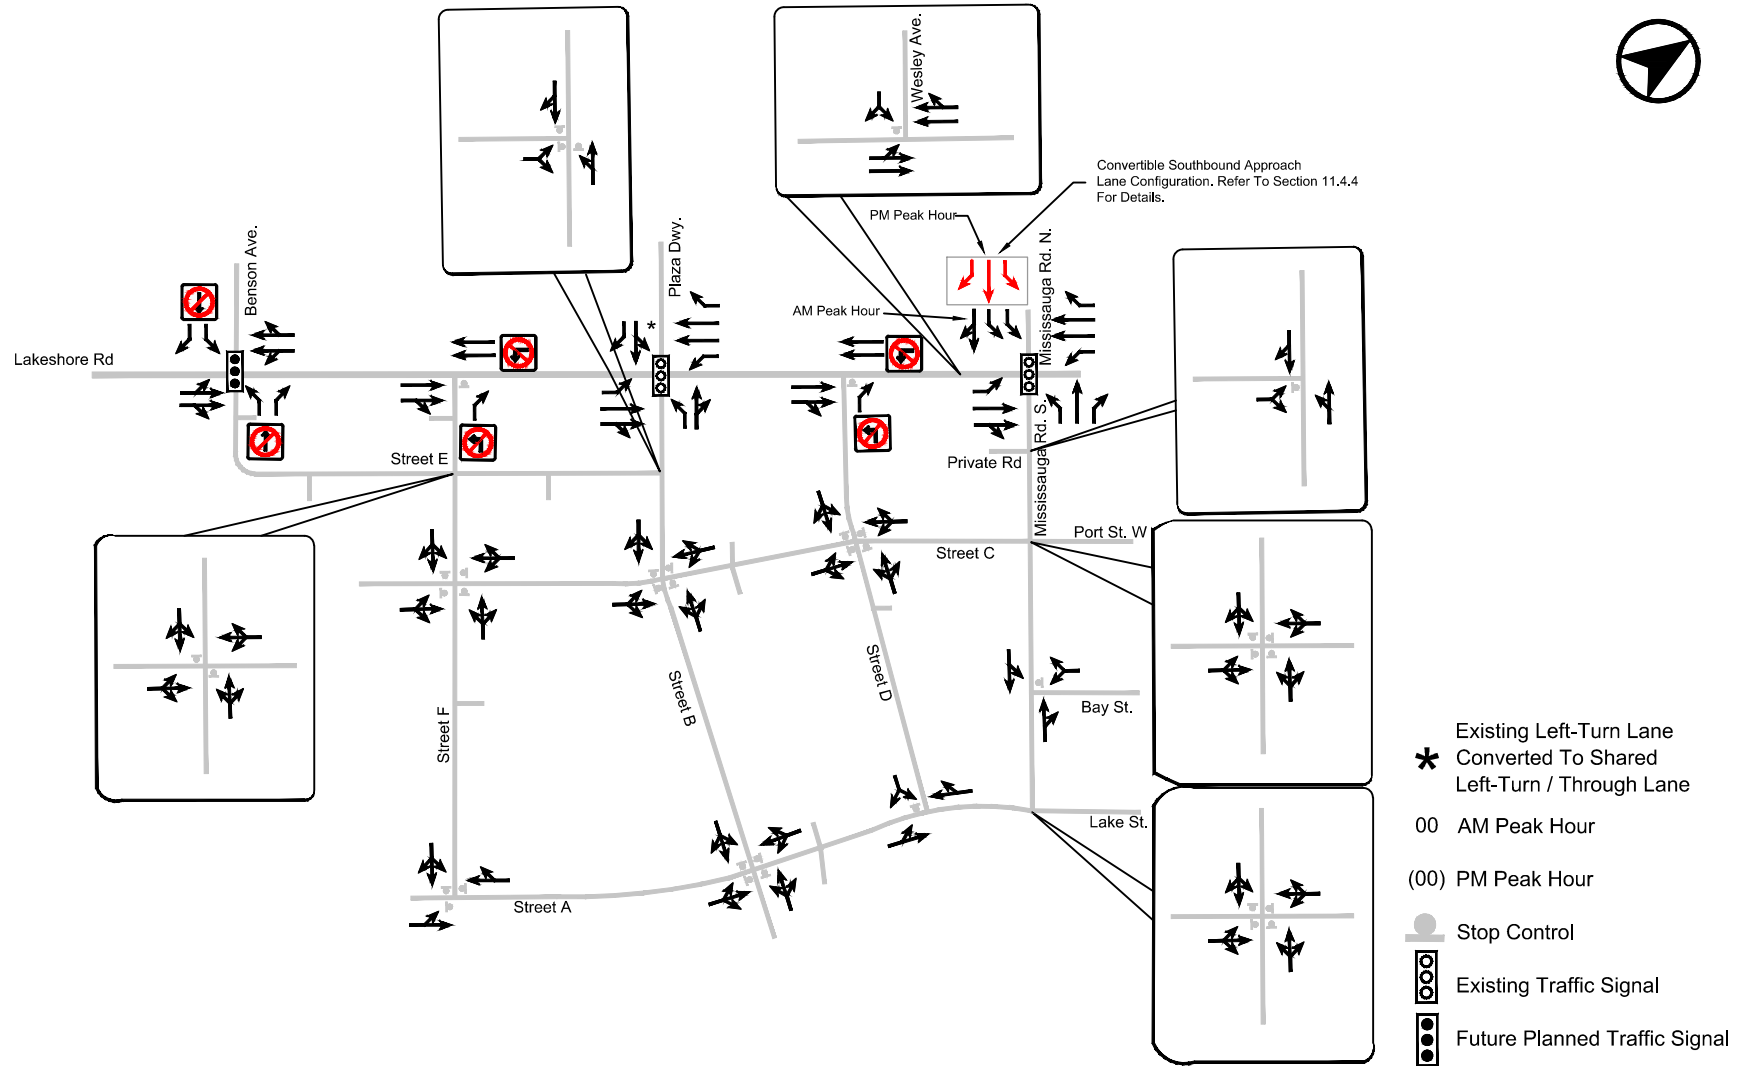 Wesley Ave.
Convertible Southbound Approach
Lane Configuration. Refer To Section 11.4.4
For Details.
PM Peak Hour
Benson Ave.
Plaza Dwy.
Mississauga Rd. N.
AM Peak Hour
*
Lakeshore Rd
Street E
Private Rd
Mississauga Rd. S.
Street C
Port St. W
Street F
Street B
Street D
Bay St.
Lake St.
Street A
Existing Left-Turn Lane
* Converted To Shared
Left-Turn / Through Lane
00 AM Peak Hour
(00) PM Peak Hour
Stop Control
Existing Traffic Signal
Future Planned Traffic Signal